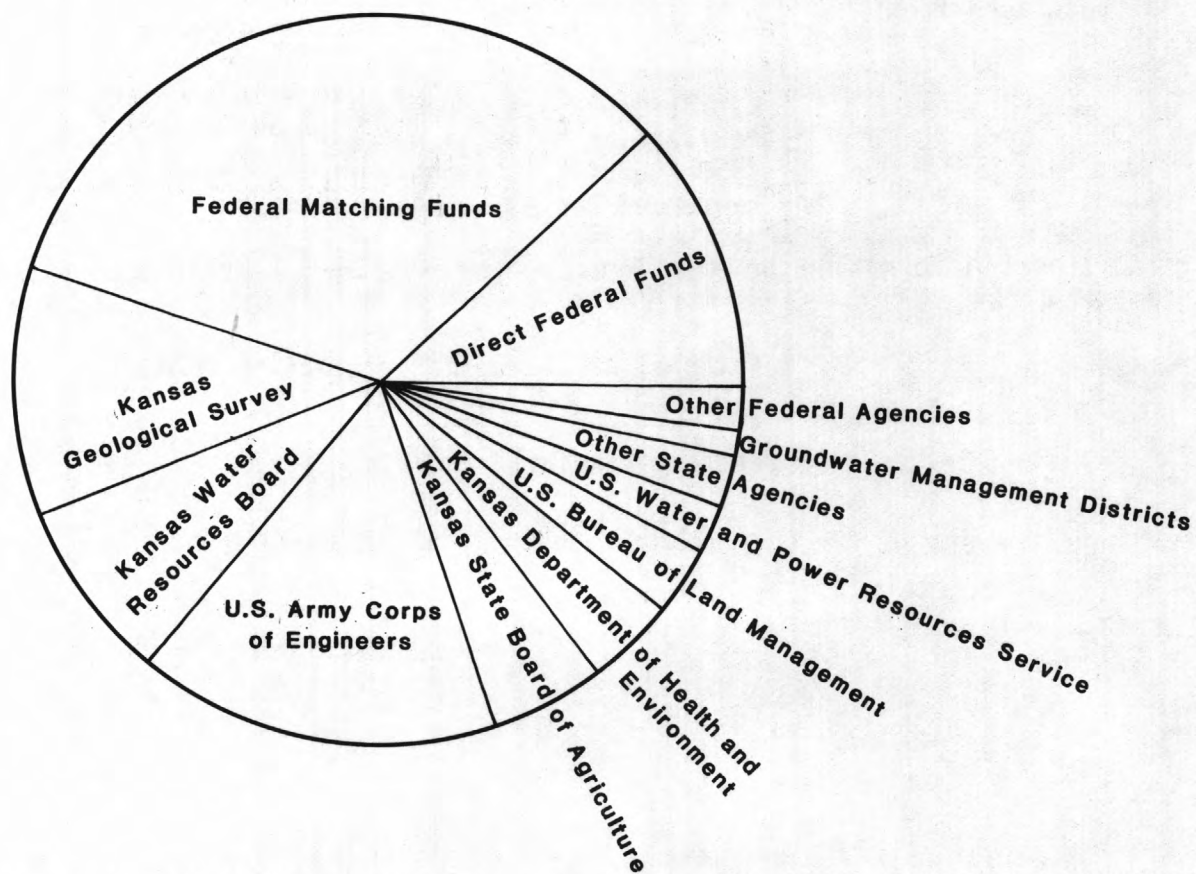 Federal Matching Funds
Direct Federal Funds
Kansas
Geological Survey
Other Federal Agencies
Groundwater Management Districts
Other State Agencies
U.S. Water and Power Resources Service
U.S. Bureau of Land Management
Kansas Department of Health and
Environment
Kansas State Board of Agriculture
U.S. Army Corps
of Engineers
Kansas Water
Resources Board